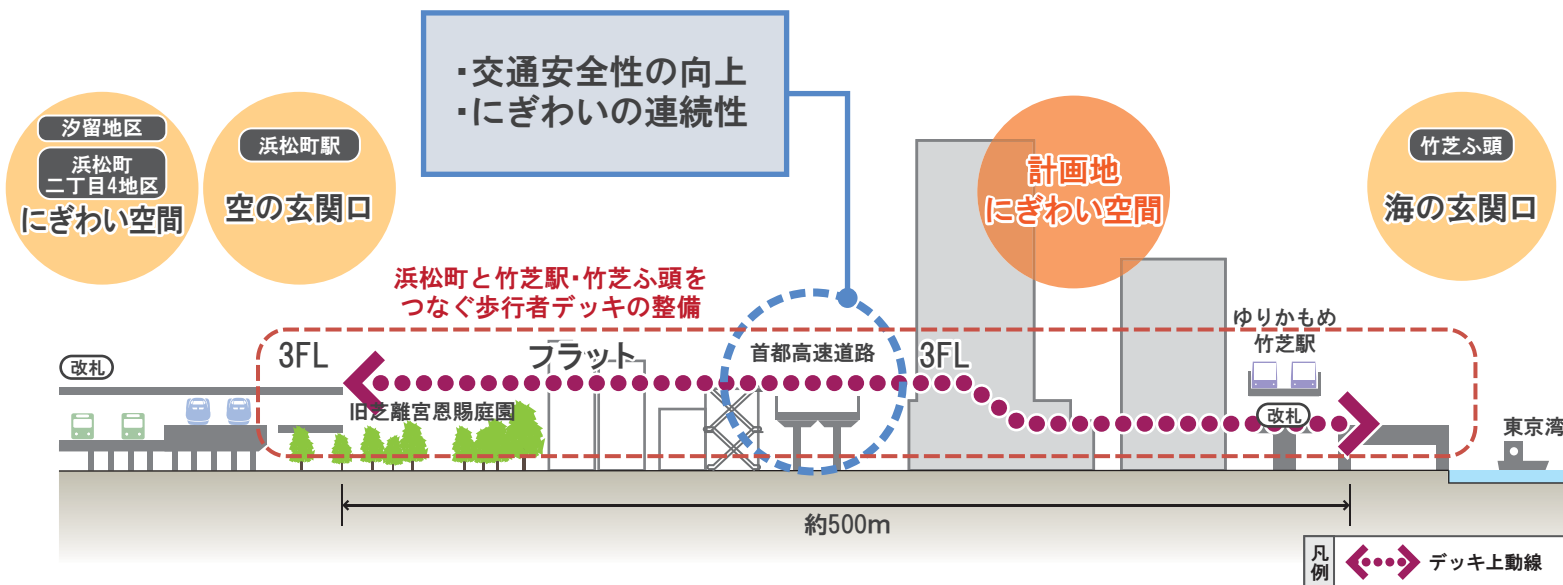 ・交通安全性の向上
・にぎわいの連続性
汐留地区
浜松町
二丁目4地区
にぎわい空間
浜松町駅
空の玄関口
計画地
にぎわい空間
竹芝ふ頭
海の玄関口
浜松町と竹芝駅・竹芝ふ頭を
つなぐ歩行者デッキの整備
改札
3FL
フラット
首都高速道路
3FL
ゆりかもめ
竹芝駅
旧芝離宮恩賜庭園
改札
東京湾
約500m
凡例
デッキ上動線